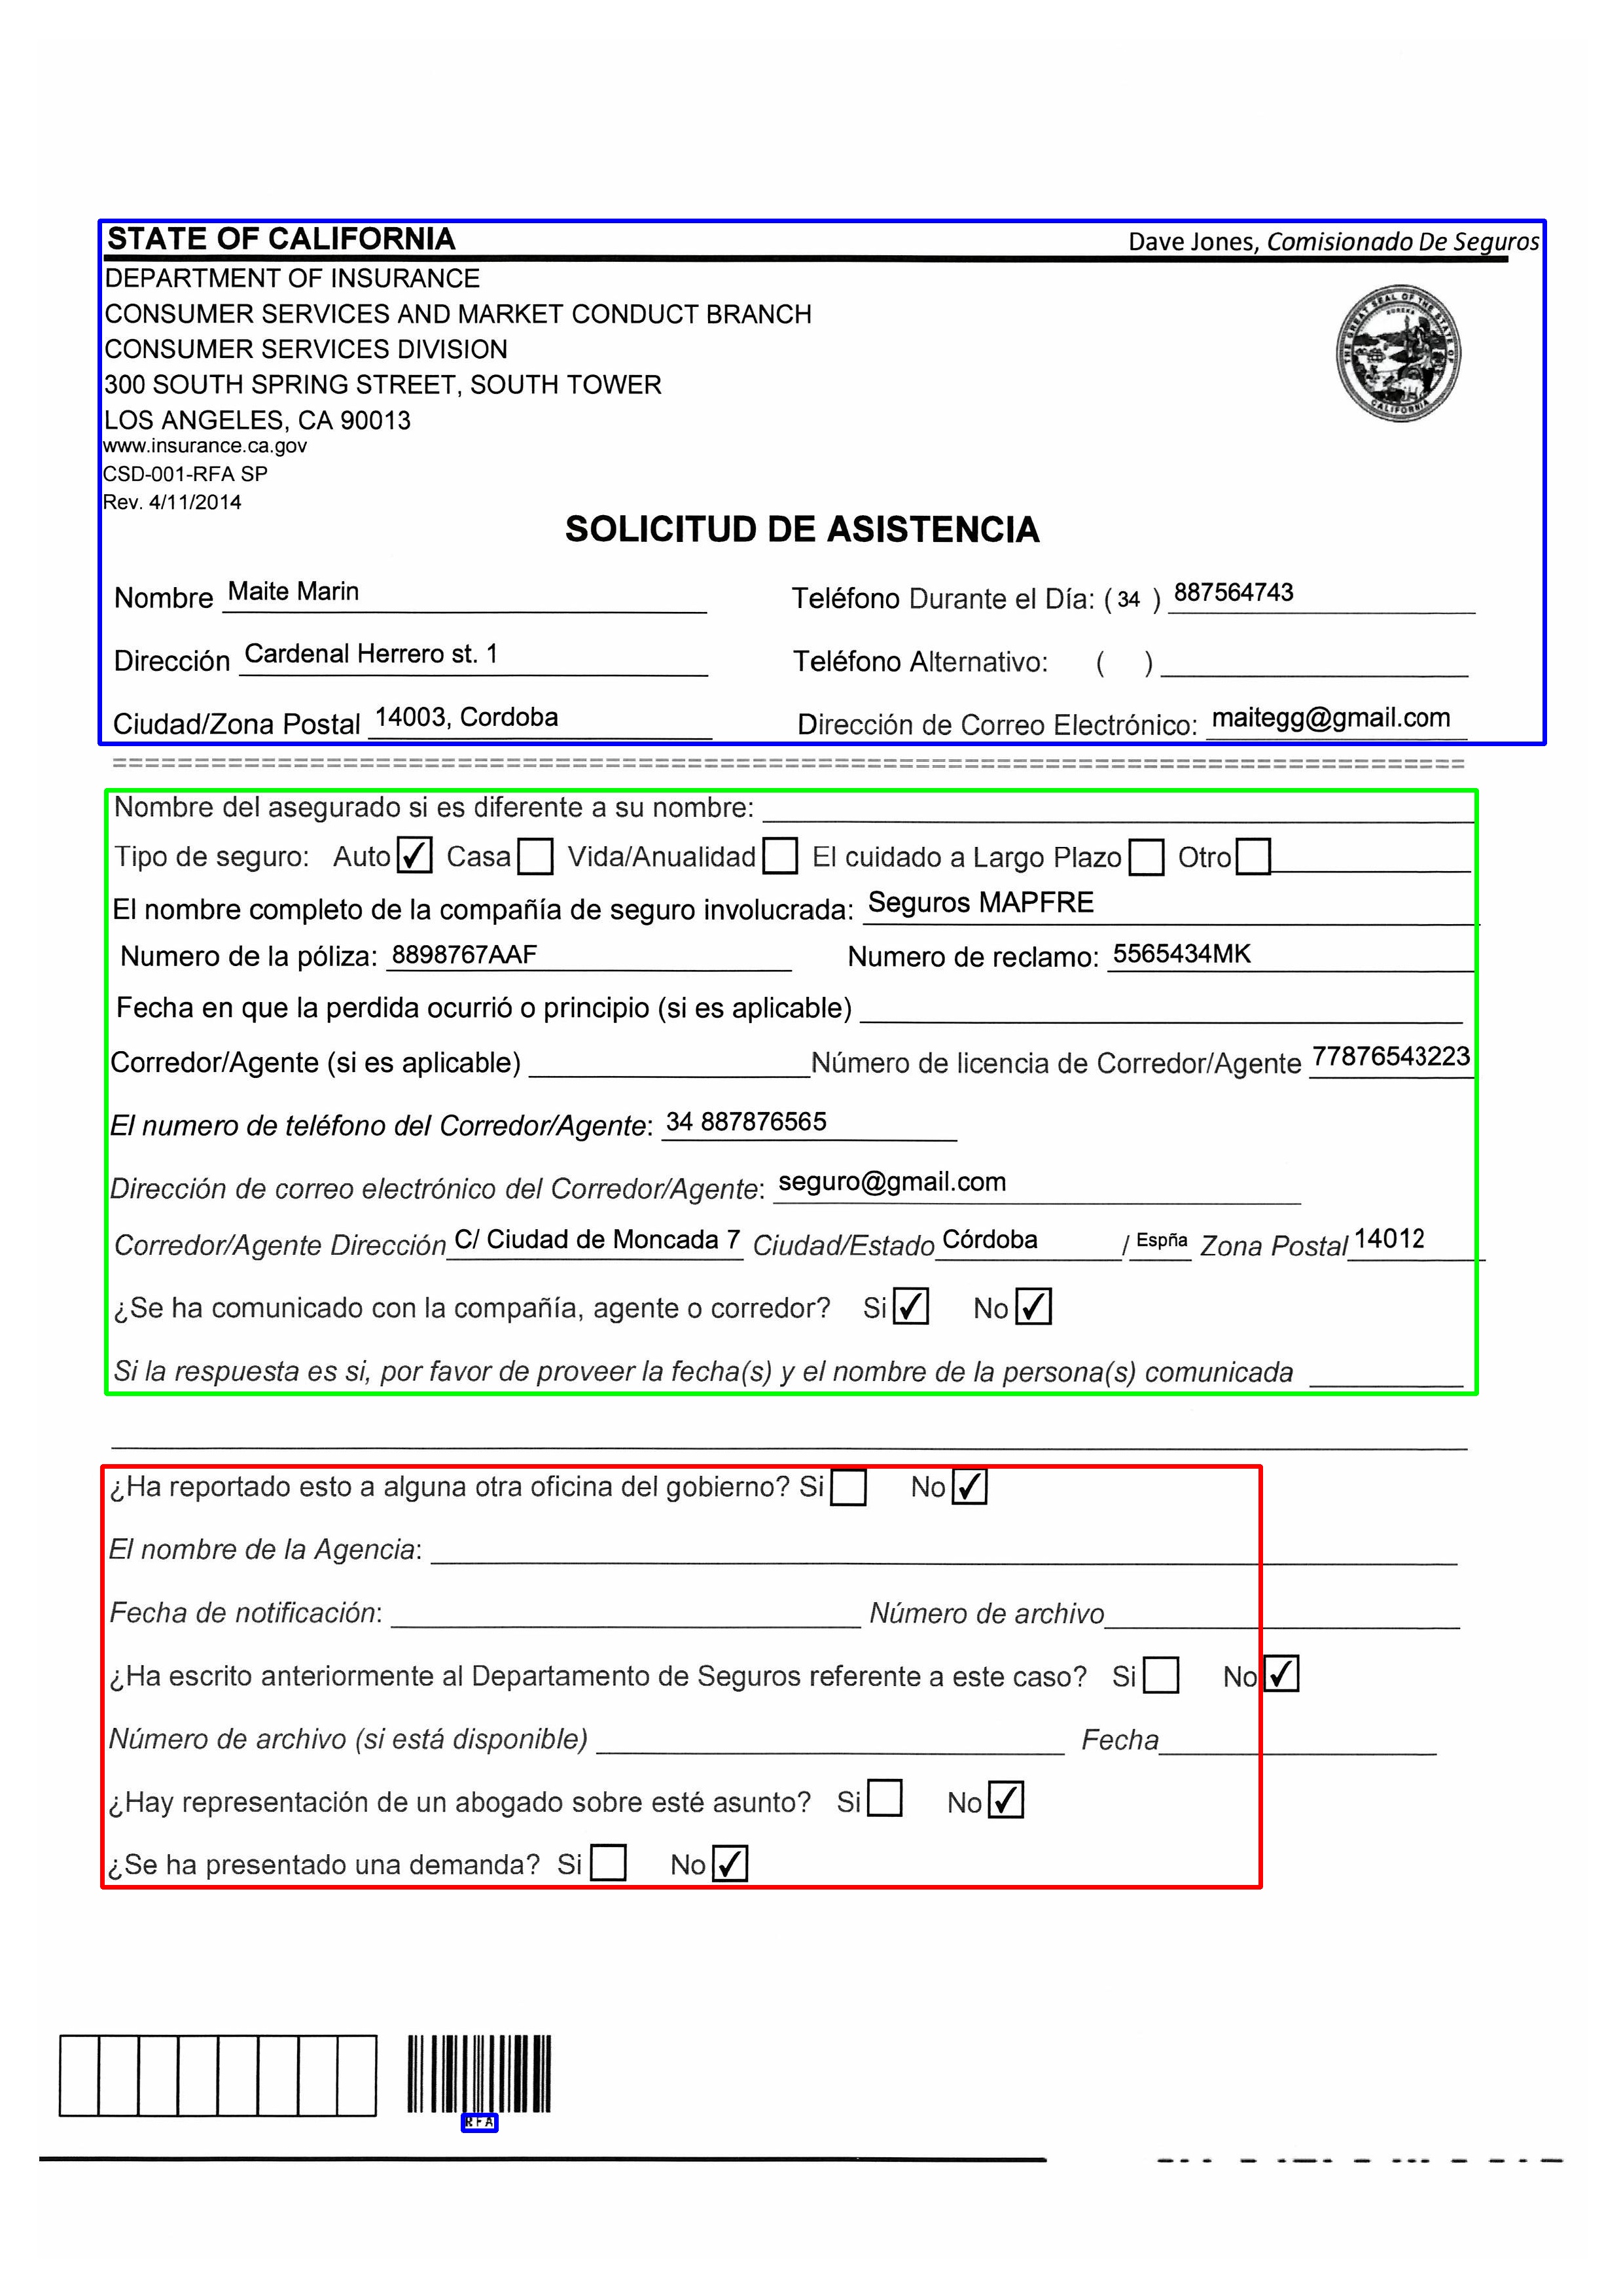 STATE OF CALIFORNIA Dave Jones, Comisionado De Seguros
DEPARTMENT OF INSURANCE
CONSUMER SERVICES AND MARKET CONDUCT BRANCH
CONSUMER SERVICES DIVISION
300 SOUTH SPRING STREET, SOUTH TOWER
LOS ANGELES, CA 90013
www.insurance.ca.gov
CSD-001-RFA SP
Rev. 4/11/2014
THE GREAT SEAL OF THE STATE OF CALIFORNIA
EUREKA
SOLICITUD DE ASISTENCIA
Nombre Maite Marin Teléfono Durante el Día: ( 34 ) 887564743
Dirección Cardenal Herrero st. 1 Teléfono Alternativo: ( )
Ciudad/Zona Postal 14003, Cordoba Dirección de Correo Electrónico: maitegg@gmail.com
Nombre del asegurado si es diferente a su nombre:
Tipo de seguro: Auto ✓ Casa Vida/Anualidad El cuidado a Largo Plazo Otro
El nombre completo de la compañía de seguro involucrada: Seguros MAPFRE
Numero de la póliza: 8898767AAF Numero de reclamo: 5565434MK
Fecha en que la perdida ocurrió o principio (si es aplicable)
Corredor/Agente (si es aplicable) Número de licencia de Corredor/Agente 77876543223
El numero de teléfono del Corredor/Agente: 34 887876565
Dirección de correo electrónico del Corredor/Agente: seguro@gmail.com
Corredor/Agente Dirección C/ Ciudad de Moncada 7 Ciudad/Estado Córdoba / Espña Zona Postal 14012
¿Se ha comunicado con la compañía, agente o corredor? Si ✓ No ✓
Si la respuesta es si, por favor de proveer la fecha(s) y el nombre de la persona(s) comunicada
¿Ha reportado esto a alguna otra oficina del gobierno? Si No ✓
El nombre de la Agencia:
Fecha de notificación: Número de archivo
¿Ha escrito anteriormente al Departamento de Seguros referente a este caso? Si No ✓
Número de archivo (si está disponible) Fecha
¿Hay representación de un abogado sobre esté asunto? Si No ✓
¿Se ha presentado una demanda? Si No ✓
RFA